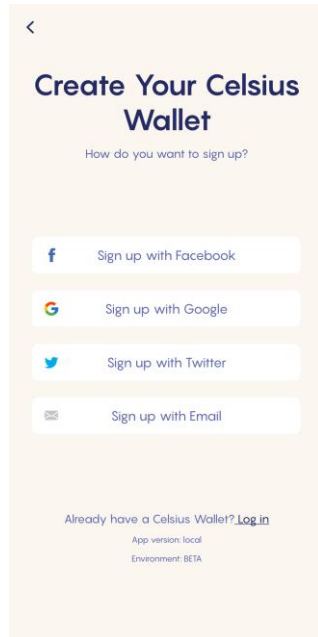 Create Your Celsius
Wallet
How do you want to sign up?
Sign up with Facebook
Sign up with Google
Sign up with Twitter
Sign up with Email
Already have a Celsius Wallet? Log in
App version: local
Environment: BETA